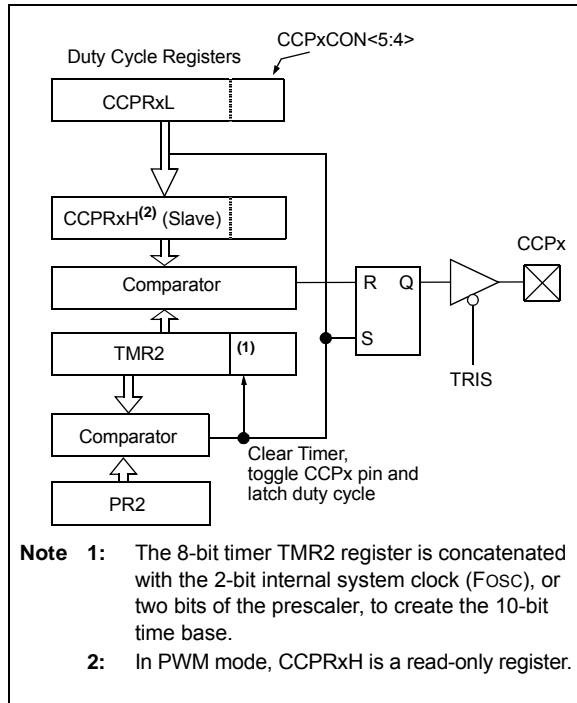 CCPxCON<5:4>
Duty Cycle Registers
CCPRxL
CCPRxH(2) (Slave)
CCPx
Comparator
R Q
TMR2 (1)
S
TRIS
Comparator
Clear Timer,
toggle CCPx pin and
latch duty cycle
PR2
Note 1: The 8-bit timer TMR2 register is concatenated
with the 2-bit internal system clock (FOSC), or
two bits of the prescaler, to create the 10-bit
time base.
2: In PWM mode, CCPRxH is a read-only register.